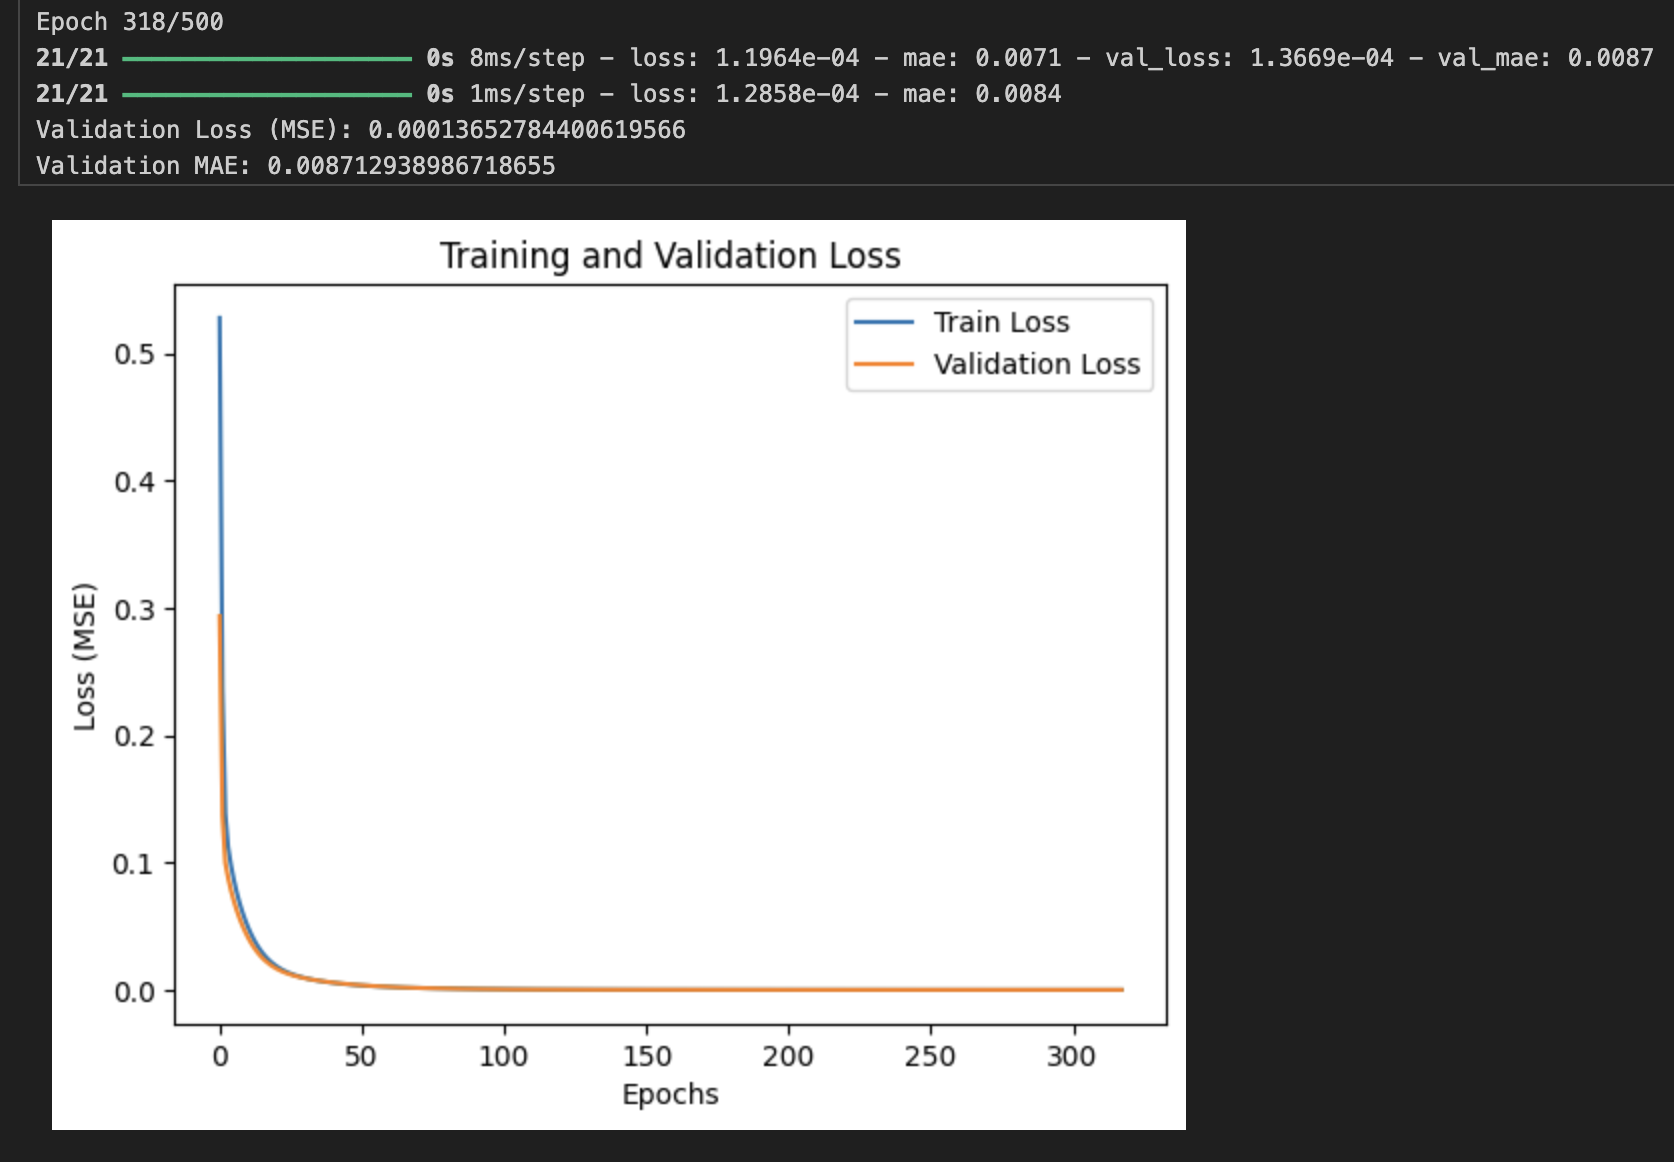 Epoch 318/500
21/21 ━━━━━━━━━━━━━━━━━━━━ 0s 8ms/step - loss: 1.1964e-04 - mae: 0.0071 - val_loss: 1.3669e-04 - val_mae: 0.0087
21/21 ━━━━━━━━━━━━━━━━━━━━ 0s 1ms/step - loss: 1.2858e-04 - mae: 0.0084
Validation Loss (MSE): 0.00013652784400619566
Validation MAE: 0.008712938986718655
Training and Validation Loss
Train Loss
Validation Loss
0.5
0.4
0.3
0.2
0.1
0.0
Loss (MSE)
0 50 100 150 200 250 300
Epochs